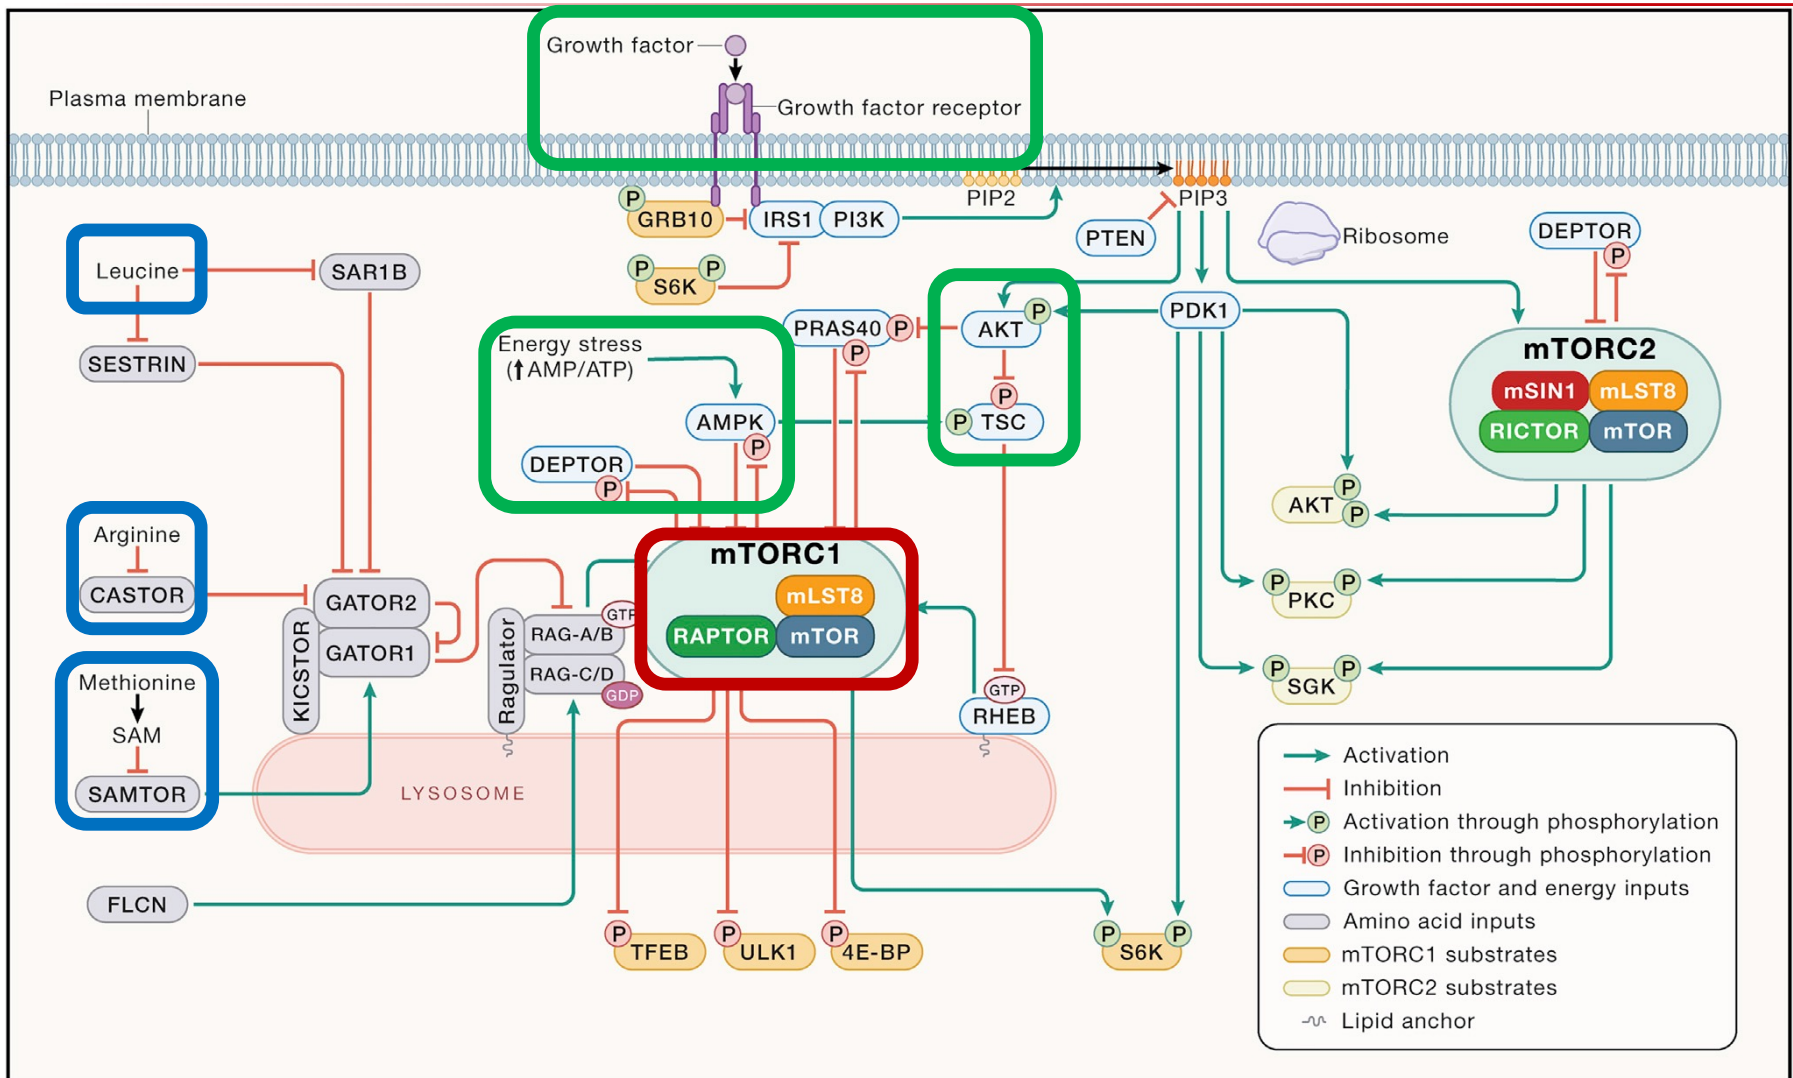 Growth factor
Plasma membrane
Growth factor receptor
PIP2
PIP3
P
GRB10
IRS1
PI3K
PTEN
Ribosome
DEPTOR
P
Leucine
SAR1B
P
P
S6K
PDK1
PRAS40
P
P
AKT
P
SESTRIN
Energy stress
(↑AMP/ATP)
mTORC2
mSIN1
mLST8
RICTOR
mTOR
AMPK
P
P
P
TSC
DEPTOR
P
AKT
P
P
Arginine
CASTOR
mTORC1
mLST8
RAPTOR
mTOR
GATOR2
GATOR1
KICSTOR
Ragulator
RAG-A/B
GTP
RAG-C/D
GDP
P
P
PKC
P
P
SGK
Methionine
SAM
SAMTOR
GTP
RHEB
LYSOSOME
FLCN
P
TFEB
P
ULK1
P
4E-BP
P
P
S6K
Activation
Inhibition
P
Activation through phosphorylation
P
Inhibition through phosphorylation
Growth factor and energy inputs
Amino acid inputs
mTORC1 substrates
mTORC2 substrates
Lipid anchor